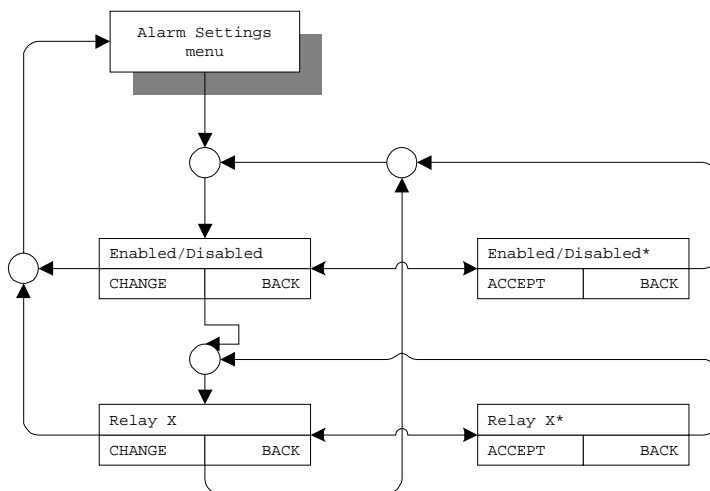 Alarm Settings
menu
Enabled/Disabled
CHANGE BACK
Enabled/Disabled*
ACCEPT BACK
Relay X
CHANGE BACK
Relay X*
ACCEPT BACK